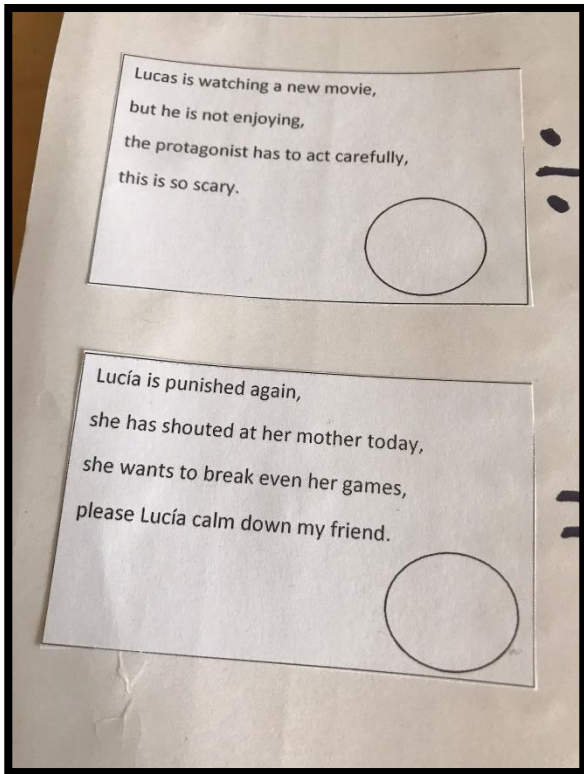 Lucas is watching a new movie,
but he is not enjoying,
the protagonist has to act carefully,
this is so scary.
Lucía is punished again,
she has shouted at her mother today,
she wants to break even her games,
please Lucía calm down my friend.